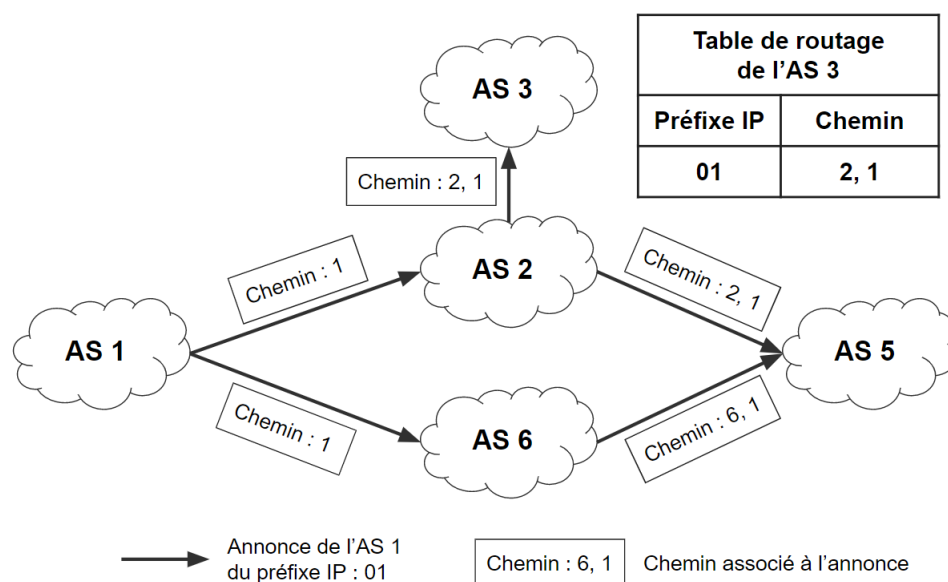 AS 3
Table de routage
de l'AS 3
Préfixe IP
Chemin
01
2, 1
Chemin : 2, 1
AS 2
Chemin : 1
Chemin : 2, 1
AS 1
AS 5
Chemin : 1
AS 6
Chemin : 6, 1
Annonce de l'AS 1
du préfixe IP : 01
Chemin : 6, 1
Chemin associé à l'annonce